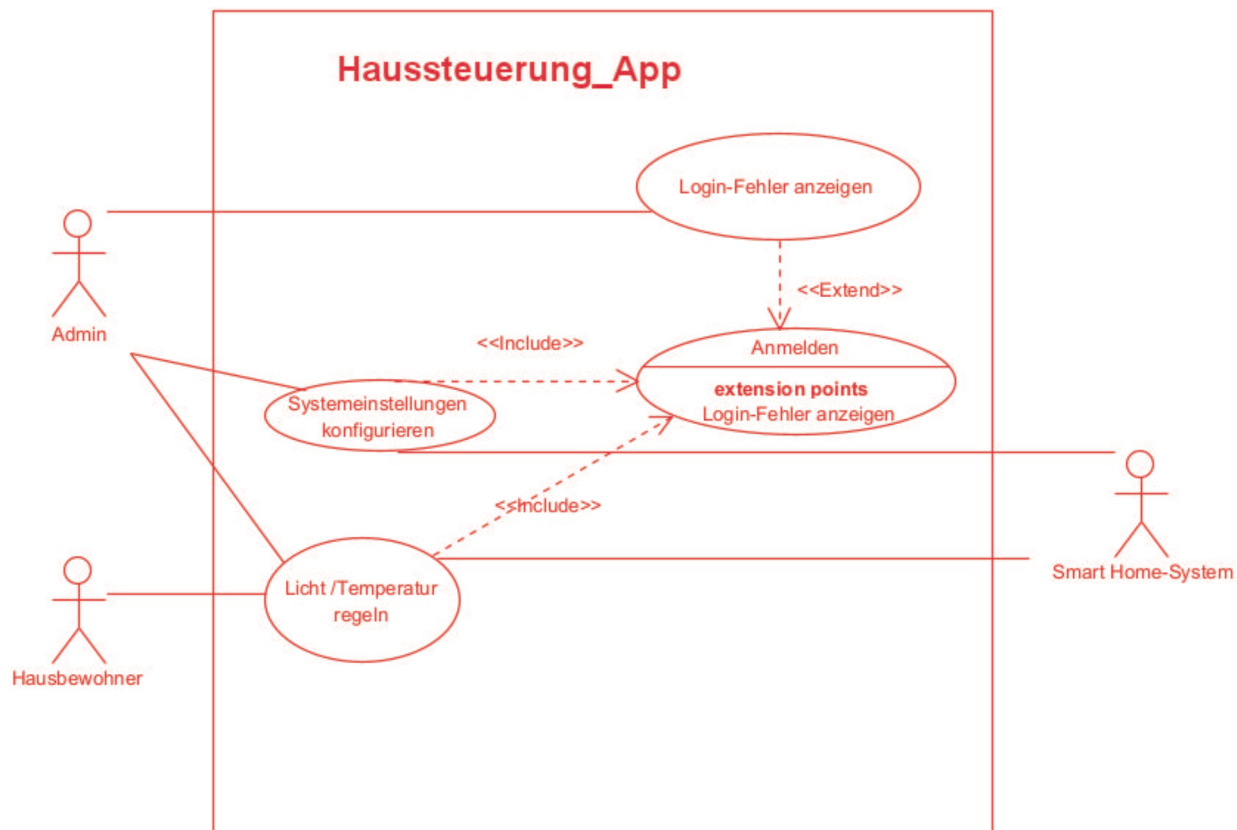 Haussteuerung_App
Login-Fehler anzeigen
<<Extend>>
Admin
<<Include>>
Anmelden
extension points
Login-Fehler anzeigen
Systemeinstellungen
konfigurieren
<<Include>>
Smart Home-System
Licht /Temperatur
regeln
Hausbewohner